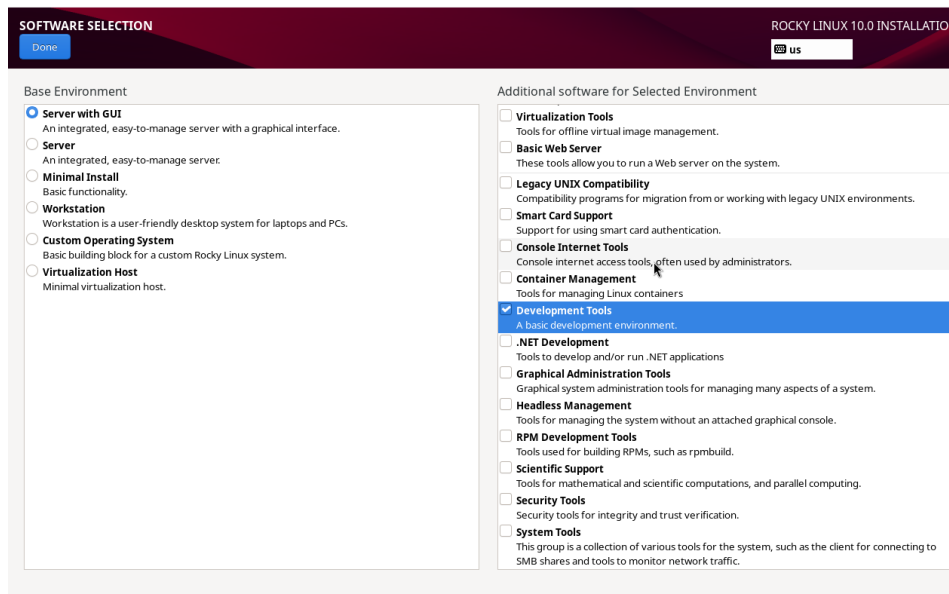 SOFTWARE SELECTION
ROCKY LINUX 10.0 INSTALLATIO
Done
us
Base Environment
Server with GUI
An integrated, easy-to-manage server with a graphical interface.
Server
An integrated, easy-to-manage server.
Minimal Install
Basic functionality.
Workstation
Workstation is a user-friendly desktop system for laptops and PCs.
Custom Operating System
Basic building block for a custom Rocky Linux system.
Virtualization Host
Minimal virtualization host.
Additional software for Selected Environment
Virtualization Tools
Tools for offline virtual image management.
Basic Web Server
These tools allow you to run a Web server on the system.
Legacy UNIX Compatibility
Compatibility programs for migration from or working with legacy UNIX environments.
Smart Card Support
Support for using smart card authentication.
Console Internet Tools
Console internet access tools, often used by administrators.
Container Management
Tools for managing Linux containers
Development Tools
A basic development environment.
.NET Development
Tools to develop and/or run .NET applications
Graphical Administration Tools
Graphical system administration tools for managing many aspects of a system.
Headless Management
Tools for managing the system without an attached graphical console.
RPM Development Tools
Tools used for building RPMs, such as rpmbuild.
Scientific Support
Tools for mathematical and scientific computations, and parallel computing.
Security Tools
Security tools for integrity and trust verification.
System Tools
This group is a collection of various tools for the system, such as the client for connecting to
SMB shares and tools to monitor network traffic.